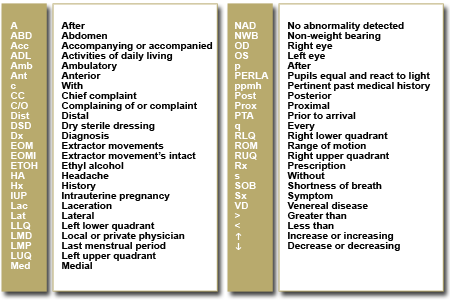 A After
ABD Abdomen
Acc Accompanying or accompanied
ADL Activities of daily living
Amb Ambulatory
Ant Anterior
c With
CC Chief complaint
C/O Complaining of or complaint
Dist Distal
DSD Dry sterile dressing
Dx Diagnosis
EOM Extractor movements
EOMI Extractor movement's intact
ETOH Ethyl alcohol
HA Headache
Hx History
IUP Intrauterine pregnancy
Lac Laceration
Lat Lateral
LLQ Left lower quadrant
LMD Local or private physician
LMP Last menstrual period
LUQ Left upper quadrant
Med Medial
NAD No abnormality detected
NWB Non-weight bearing
OD Right eye
OS Left eye
p After
PERLA Pupils equal and react to light
ppmh Pertinent past medical history
Post Posterior
Prox Proximal
PTA Prior to arrival
q Every
RLQ Right lower quadrant
ROM Range of motion
RUQ Right upper quadrant
Rx Prescription
s Without
SOB Shortness of breath
Sx Symptom
VD Venereal disease
> Greater than
< Less than
↑ Increase or increasing
↓ Decrease or decreasing